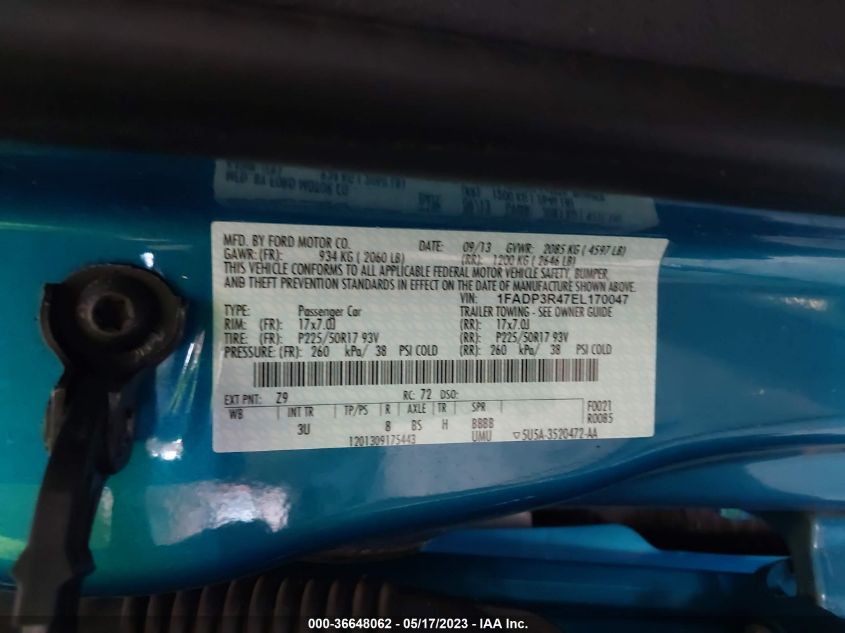 MFD. BY FORD MOTOR CO. DATE: 09/13 GVWR: 2085 KG ( 4597 LB)
GAWR: (FR): 934 KG ( 2060 LB) (RR): 1200 KG ( 2646 LB)
THIS VEHICLE CONFORMS TO ALL APPLICABLE FEDERAL MOTOR VEHICLE SAFETY, BUMPER,
AND THEFT PREVENTION STANDARDS IN EFFECT ON THE DATE OF MANUFACTURE SHOWN ABOVE.
VIN: 1FADP3R47EL170047
TYPE: Passenger Car TRAILER TOWING - SEE OWNER GUIDE
RIM: (FR): 17x7.0J (RR): 17x7.0J
TIRE: (FR): P225/50R17 93V (RR): P225/50R17 93V
PRESSURE: (FR): 260 kPa/ 38 PSI COLD (RR): 260 kPa/ 38 PSI COLD
EXT PNT: Z9 RC: 72 DSO:
WB INT TR TP/PS R AXLE TR SPR F0021
3U 8 BS H BBBB R0085
1201309175443 UMU ▽5U5A-3520472-AA
000-36648062 - 05/17/2023 - IAA Inc.